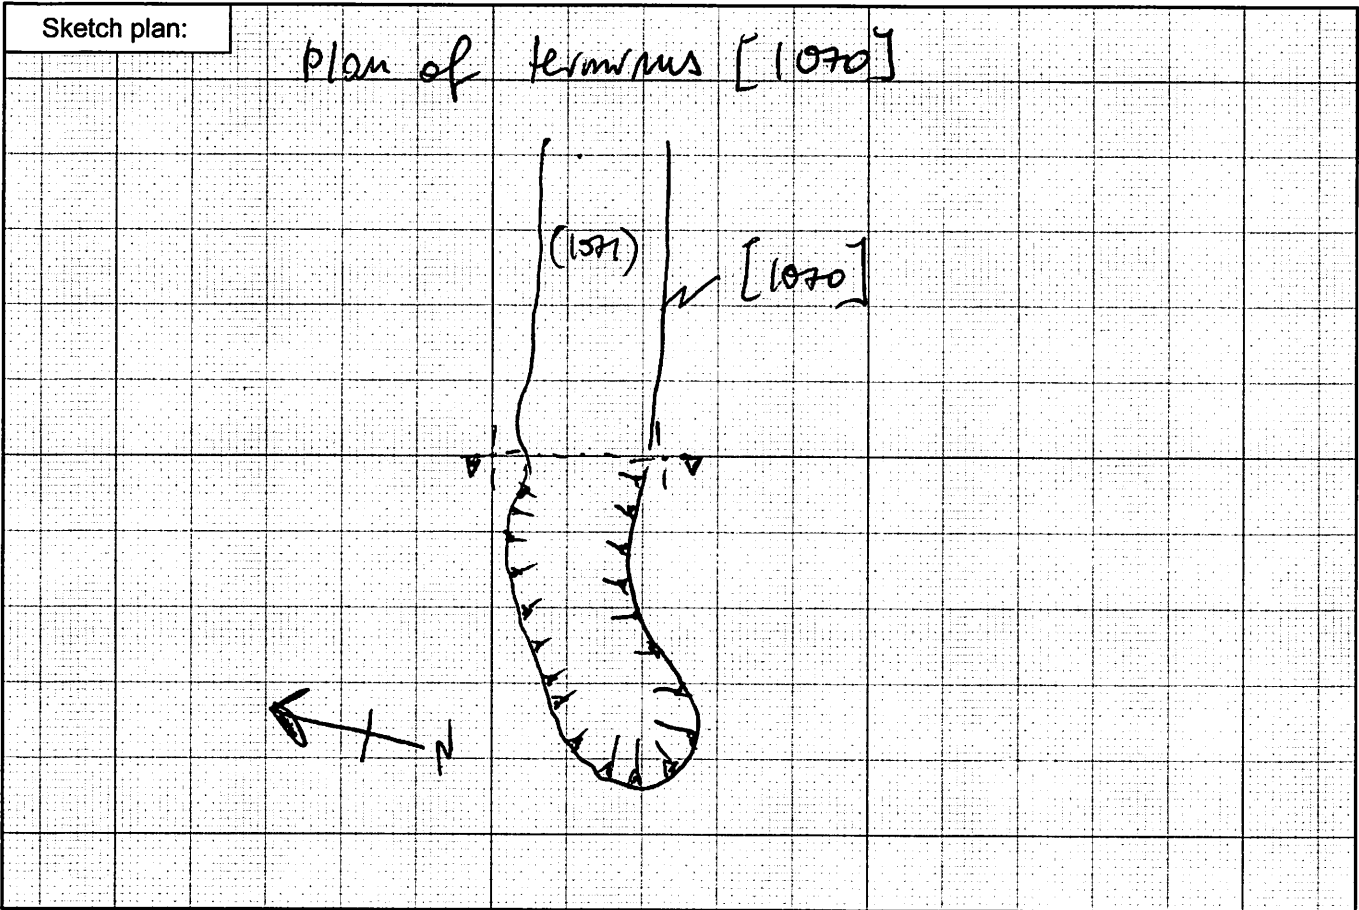 Sketch plan:
Plan of terminus [1070]
(1071)
[1070]
N